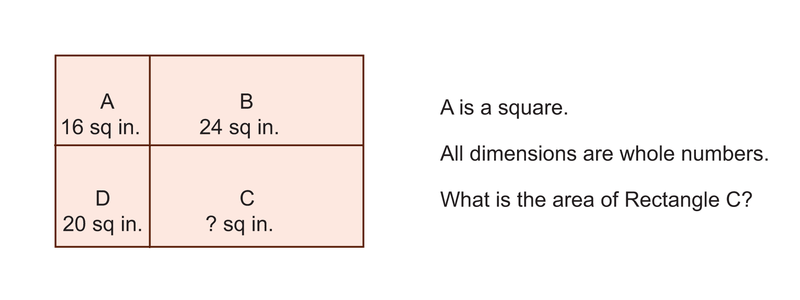 A
16 sq in.
B
24 sq in.
D
20 sq in.
C
? sq in.
A is a square.
All dimensions are whole numbers.
What is the area of Rectangle C?